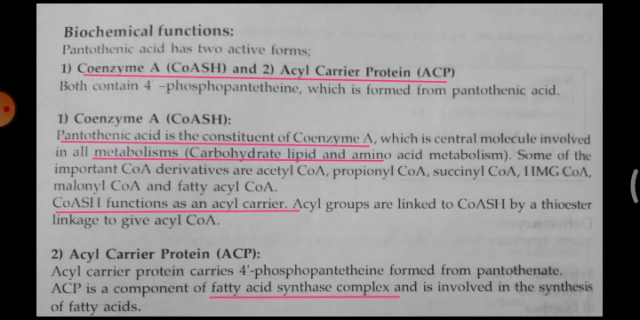 Biochemical functions:
Pantothenic acid has two active forms;
1) Coenzyme A (CoASH) and 2) Acyl Carrier Protein (ACP)
Both contain 4 -phosphopantetheine, which is formed from pantothenic acid.
1) Coenzyme A (CoASH):
Pantothenic acid is the constituent of Coenzyme A, which is central molecule involved
in all metabolisms (Carbohydrate lipid and amino acid metabolism). Some of the
important CoA derivatives are acetyl CoA, propionyl CoA, succinyl CoA, HMG CoA,
malonyl CoA and fatty acyl CoA.
CoASH functions as an acyl carrier. Acyl groups are linked to CoASH by a thioester
linkage to give acyl CoA.
2) Acyl Carrier Protein (ACP):
Acyl carrier protein carries 4'-phosphopantetheine formed from pantothenate.
ACP is a component of fatty acid synthase complex and is involved in the synthesis
of fatty acids.